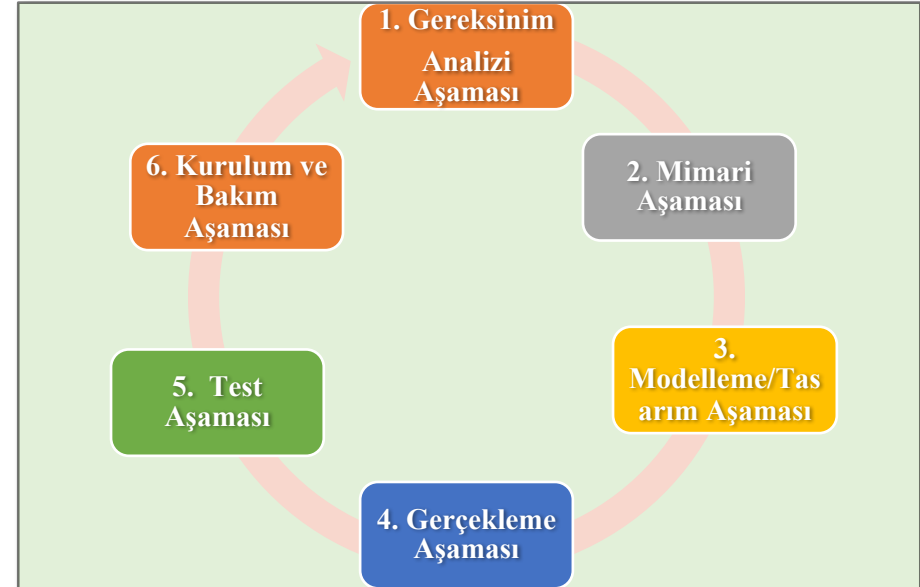 1. Gereksinim
Analizi
Aşaması
2. Mimari
Aşaması
3.
Modelleme/Tas
arım Aşaması
4. Gerçekleme
Aşaması
5. Test
Aşaması
6. Kurulum ve
Bakım
Aşaması